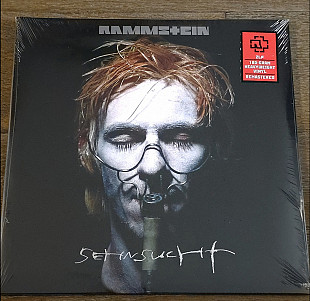 RAMMSTEIN
2LP
180 GRAM
HEAVYWEIGHT
VINYL
REMASTERED
SEHNSUCHT